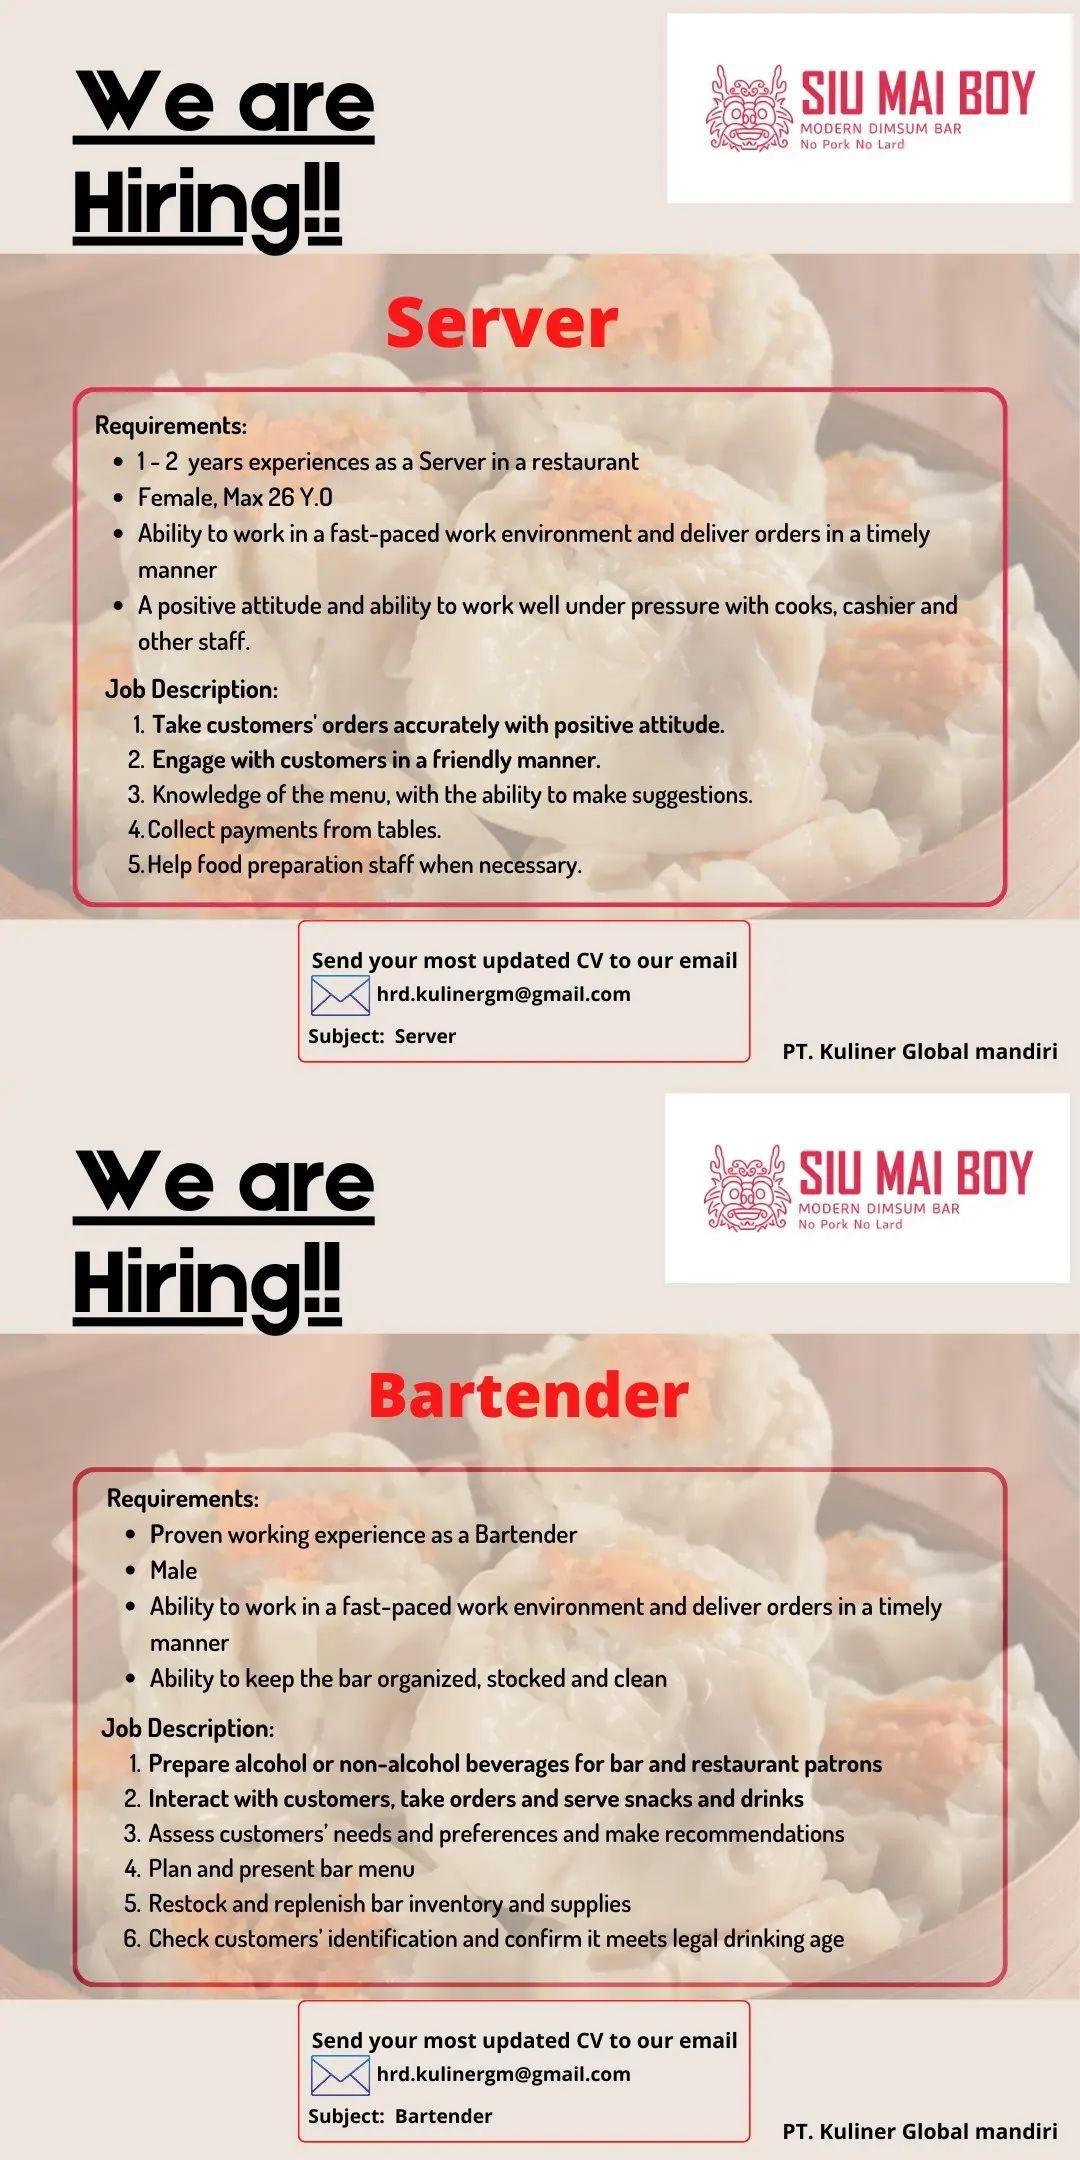 We are
Hiring!!
SIU MAI BOY
MODERN DIMSUM BAR
No Pork No Lard
Server
Requirements:
• 1 - 2 years experiences as a Server in a restaurant
• Female, Max 26 Y.O
• Ability to work in a fast-paced work environment and deliver orders in a timely
manner
• A positive attitude and ability to work well under pressure with cooks, cashier and
other staff.
Job Description:
1. Take customers' orders accurately with positive attitude.
2. Engage with customers in a friendly manner.
3. Knowledge of the menu, with the ability to make suggestions.
4. Collect payments from tables.
5. Help food preparation staff when necessary.
Send your most updated CV to our email
hrd.kulinergm@gmail.com
Subject: Server
PT. Kuliner Global mandiri
We are
Hiring!!
SIU MAI BOY
MODERN DIMSUM BAR
No Pork No Lard
Bartender
Requirements:
• Proven working experience as a Bartender
• Male
• Ability to work in a fast-paced work environment and deliver orders in a timely
manner
• Ability to keep the bar organized, stocked and clean
Job Description:
1. Prepare alcohol or non-alcohol beverages for bar and restaurant patrons
2. Interact with customers, take orders and serve snacks and drinks
3. Assess customers’ needs and preferences and make recommendations
4. Plan and present bar menu
5. Restock and replenish bar inventory and supplies
6. Check customers’ identification and confirm it meets legal drinking age
Send your most updated CV to our email
hrd.kulinergm@gmail.com
Subject: Bartender
PT. Kuliner Global mandiri